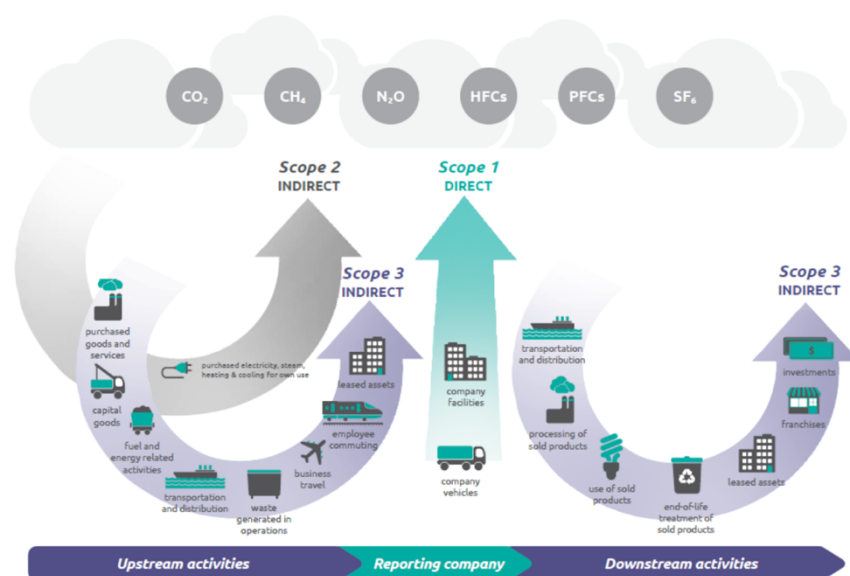 CO₂
CH₄
N₂O
HFCs
PFCs
SF₆
Scope 2
INDIRECT
Scope 1
DIRECT
Scope 3
INDIRECT
Scope 3
INDIRECT
purchased
goods and
services
capital
goods
fuel and
energy related
activities
transportation
and distribution
waste
generated in
operations
business
travel
employee
commuting
leased assets
purchased electricity, steam,
heating & cooling for own use
company
facilities
company
vehicles
transportation
and distribution
processing of
sold products
use of sold
products
end-of-life
treatment of
sold products
leased assets
franchises
investments
$
Upstream activities
Reporting company
Downstream activities